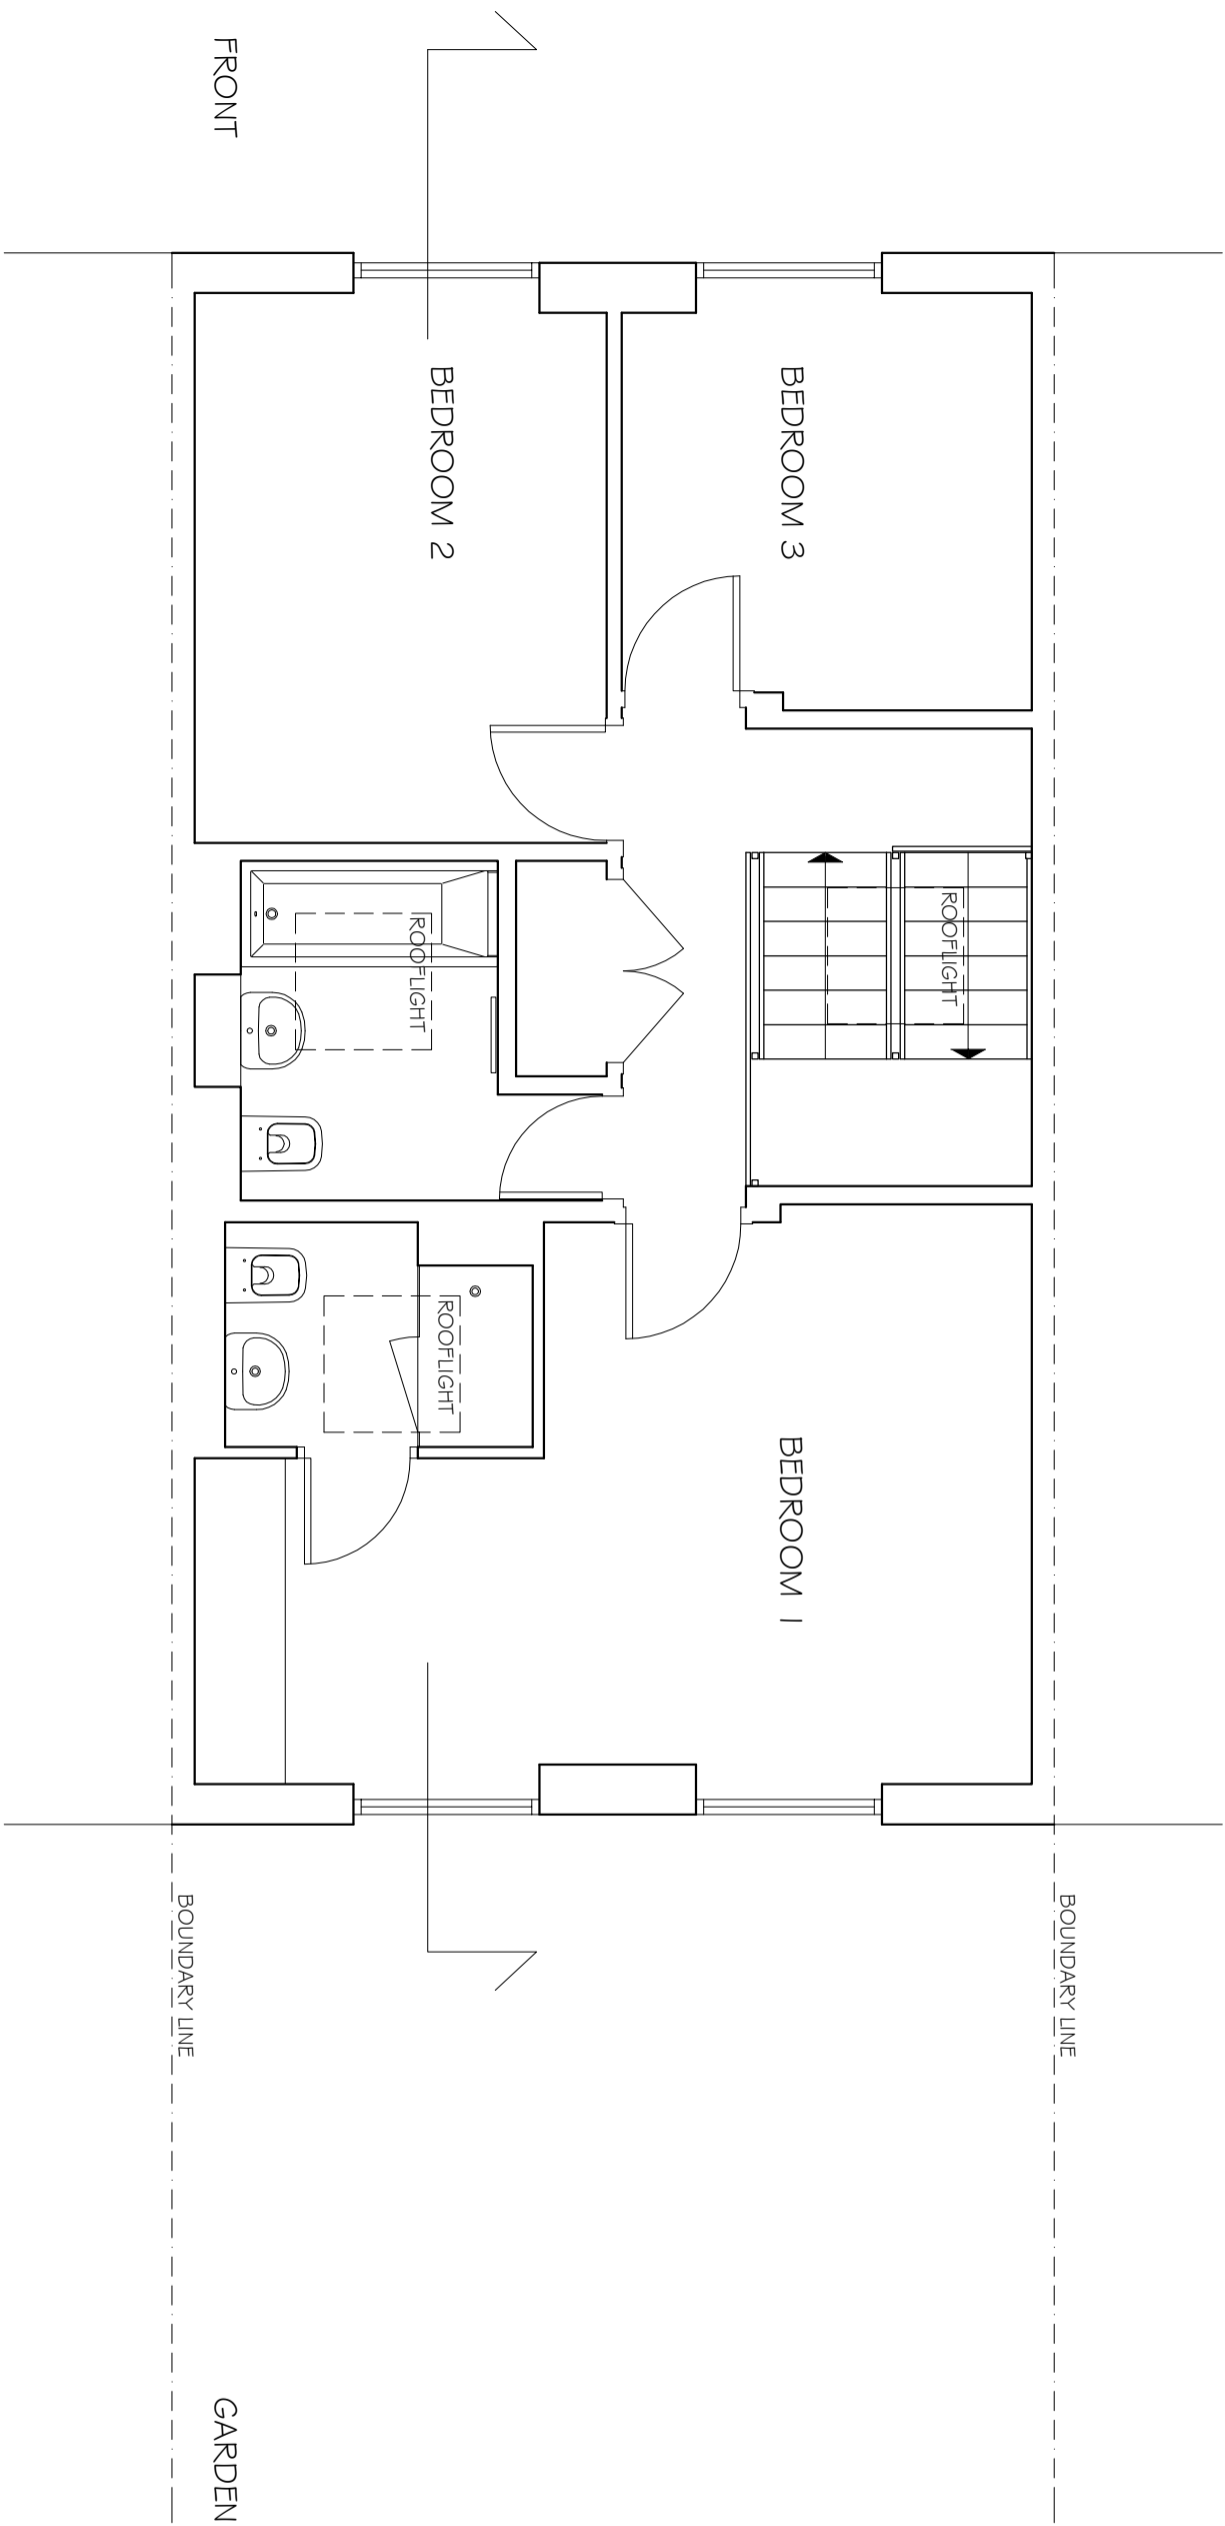 FRONT
BEDROOM 3
BEDROOM 2
ROOFLIGHT
ROOFLIGHT
ROOFLIGHT
BEDROOM 1
BOUNDARY LINE
BOUNDARY LINE
GARDEN